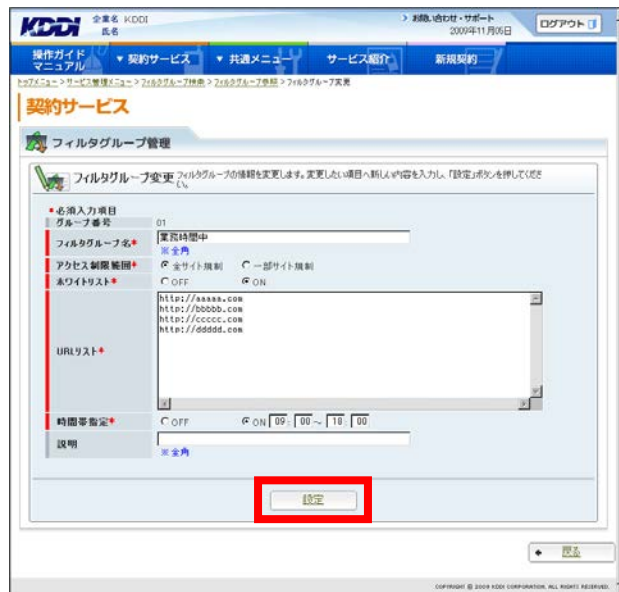 KDDI 企業名 KDDI
氏名
お問い合わせ・サポート
2009年11月05日
ログアウト
操作ガイド
マニュアル
▼ 契約サービス
▼ 共通メニュー
サービス紹介
新規契約
トップメニュー > サービス管理メニュー > フィルタグループ検索 > フィルタグループ参照 > フィルタグループ変更
契約サービス
フィルタグループ管理
フィルタグループ変更 フィルタグループの情報を変更します。変更したい項目へ新しい内容を入力し、「設定」ボタンを押してください。
*必須入力項目
グループ番号 01
フィルタグループ名* 業務時間中
※全角
アクセス制限範囲* 全サイト規制 一部サイト規制
ホワイトリスト* OFF ON
URLリスト*
http://aaaaa.com
http://bbbbb.com
http://ccccc.com
http://ddddd.com
時間帯指定* OFF ON 09: 00 ～ 18: 00
説明
※全角
設定
戻る
COPYRIGHT © 2009 KDDI CORPORATION. ALL RIGHTS RESERVED.